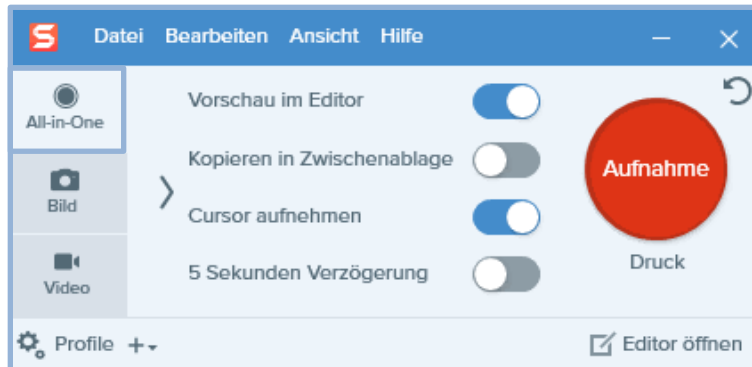 S
Datei Bearbeiten Ansicht Hilfe
All-in-One
Bild
Video
Vorschau im Editor
Kopieren in Zwischenablage
Cursor aufnehmen
5 Sekunden Verzögerung
Aufnahme
Druck
Profile
Editor öffnen